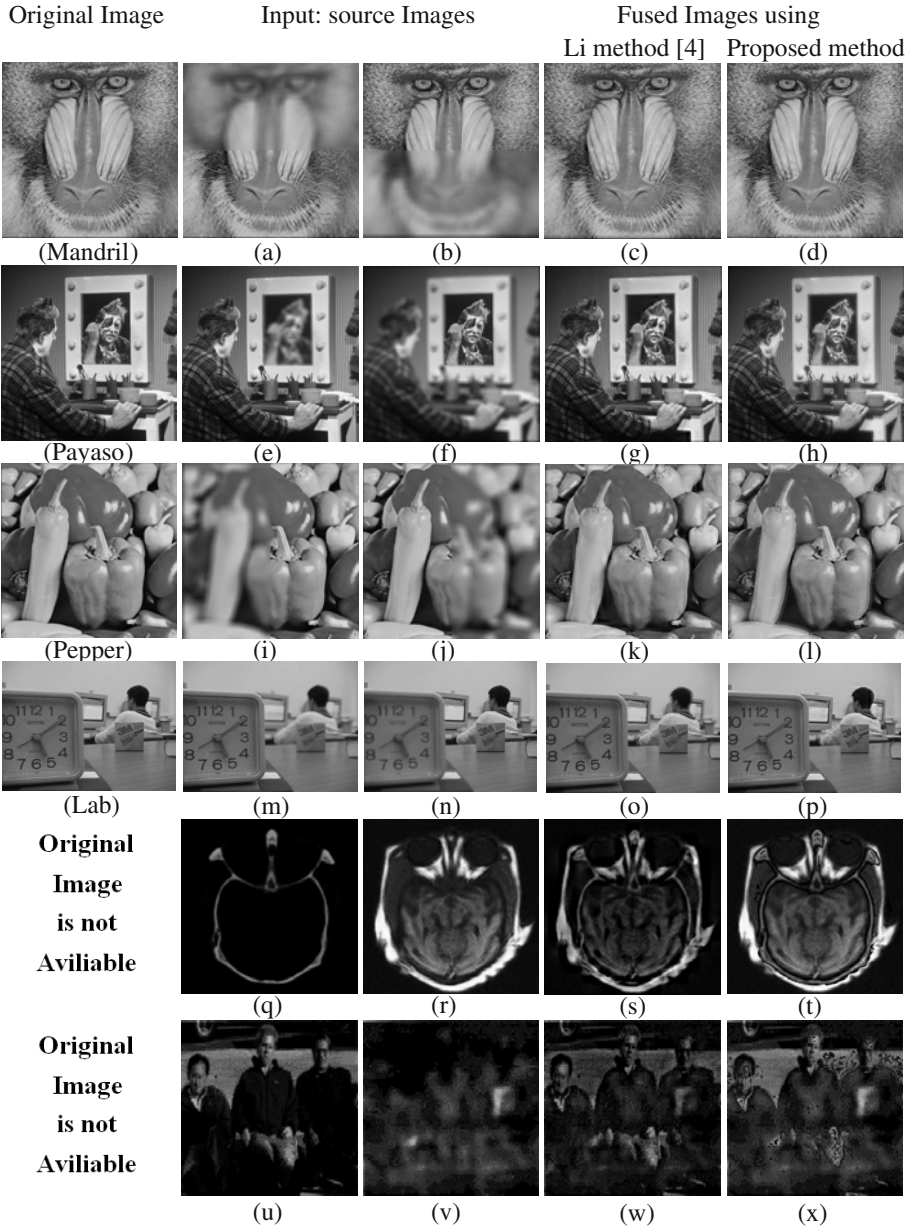 Original Image Input: source Images Fused Images using
Li method [4] Proposed method
(Mandril) (a) (b) (c) (d)
(Payaso) (e) (f) (g) (h)
(Pepper) (i) (j) (k) (l)
(Lab) (m) (n) (o) (p)
Original
Image
is not
Aviliable
(q) (r) (s) (t)
Original
Image
is not
Aviliable
(u) (v) (w) (x)